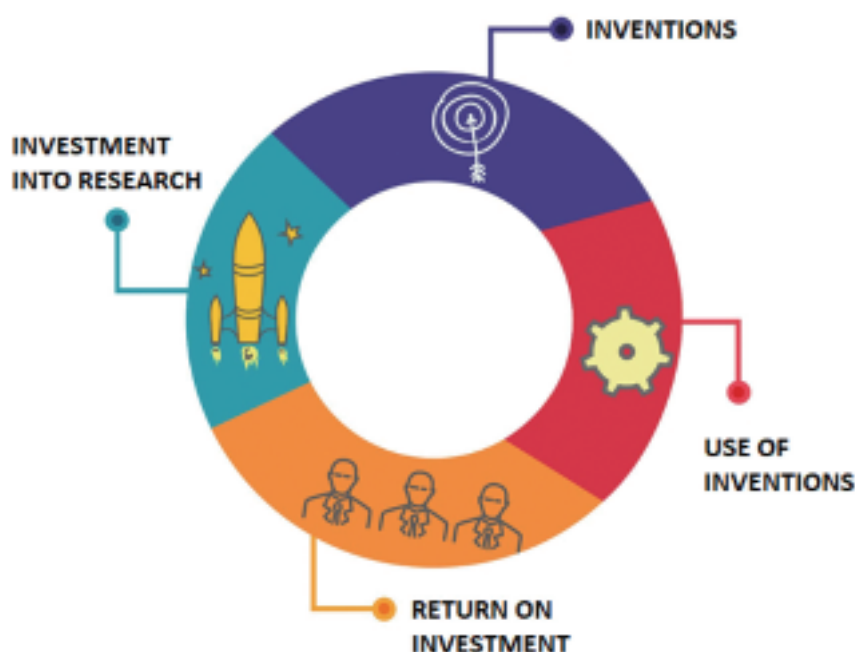 INVENTIONS
INVESTMENT
INTO RESEARCH
USE OF
INVENTIONS
RETURN ON
INVESTMENT